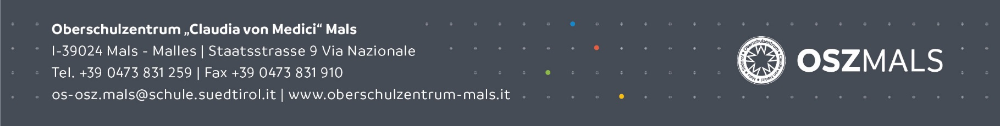 Oberschulzentrum „Claudia von Medici“ Mals
I-39024 Mals - Malles | Staatsstrasse 9 Via Nazionale
Tel. +39 0473 831 259 | Fax +39 0473 831 910
os-osz.mals@schule.suedtirol.it | www.oberschulzentrum-mals.it
Oberschulzentrum • Claudia von Medici • Mals • Südtirol •
OSZMALS